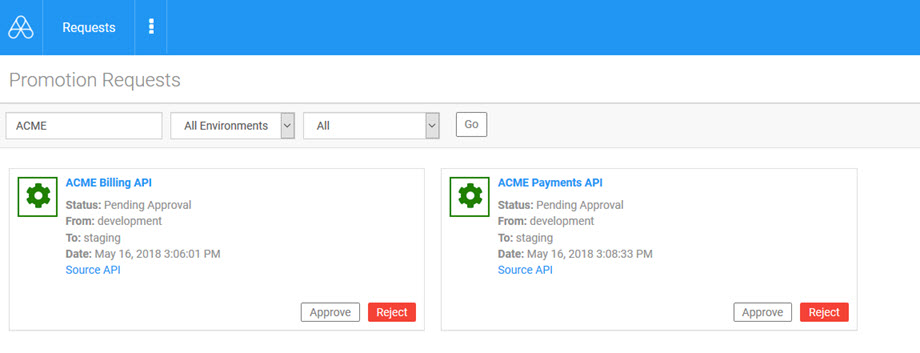 Requests
Promotion Requests
ACME All Environments All Go
ACME Billing API
Status: Pending Approval
From: development
To: staging
Date: May 16, 2018 3:06:01 PM
Source API
Approve Reject
ACME Payments API
Status: Pending Approval
From: development
To: staging
Date: May 16, 2018 3:08:33 PM
Source API
Approve Reject